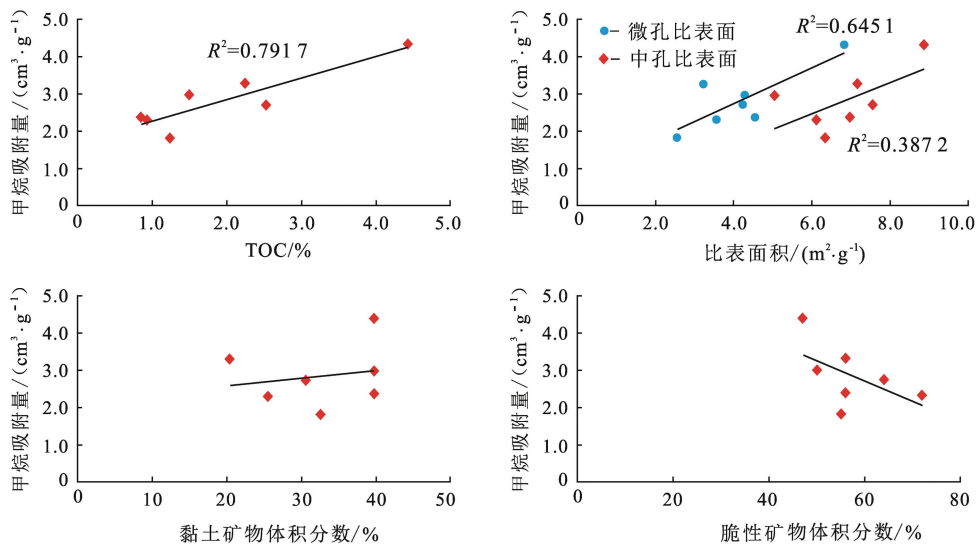 甲烷吸附量/(cm³·g⁻¹)
5.0
4.0
3.0
2.0
1.0
0
R²=0.791 7
0 1.0 2.0 3.0 4.0 5.0
TOC/%
甲烷吸附量/(cm³·g⁻¹)
5.0
4.0
3.0
2.0
1.0
0
微孔比表面
中孔比表面
R²=0.645 1
R²=0.387 2
2.0 4.0 6.0 8.0 10.0
比表面积/(m²·g⁻¹)
甲烷吸附量/(cm³·g⁻¹)
5.0
4.0
3.0
2.0
1.0
0
0 10 20 30 40 50
黏土矿物体积分数/%
甲烷吸附量/(cm³·g⁻¹)
5.0
4.0
3.0
2.0
1.0
0
0 20 40 60 80
脆性矿物体积分数/%